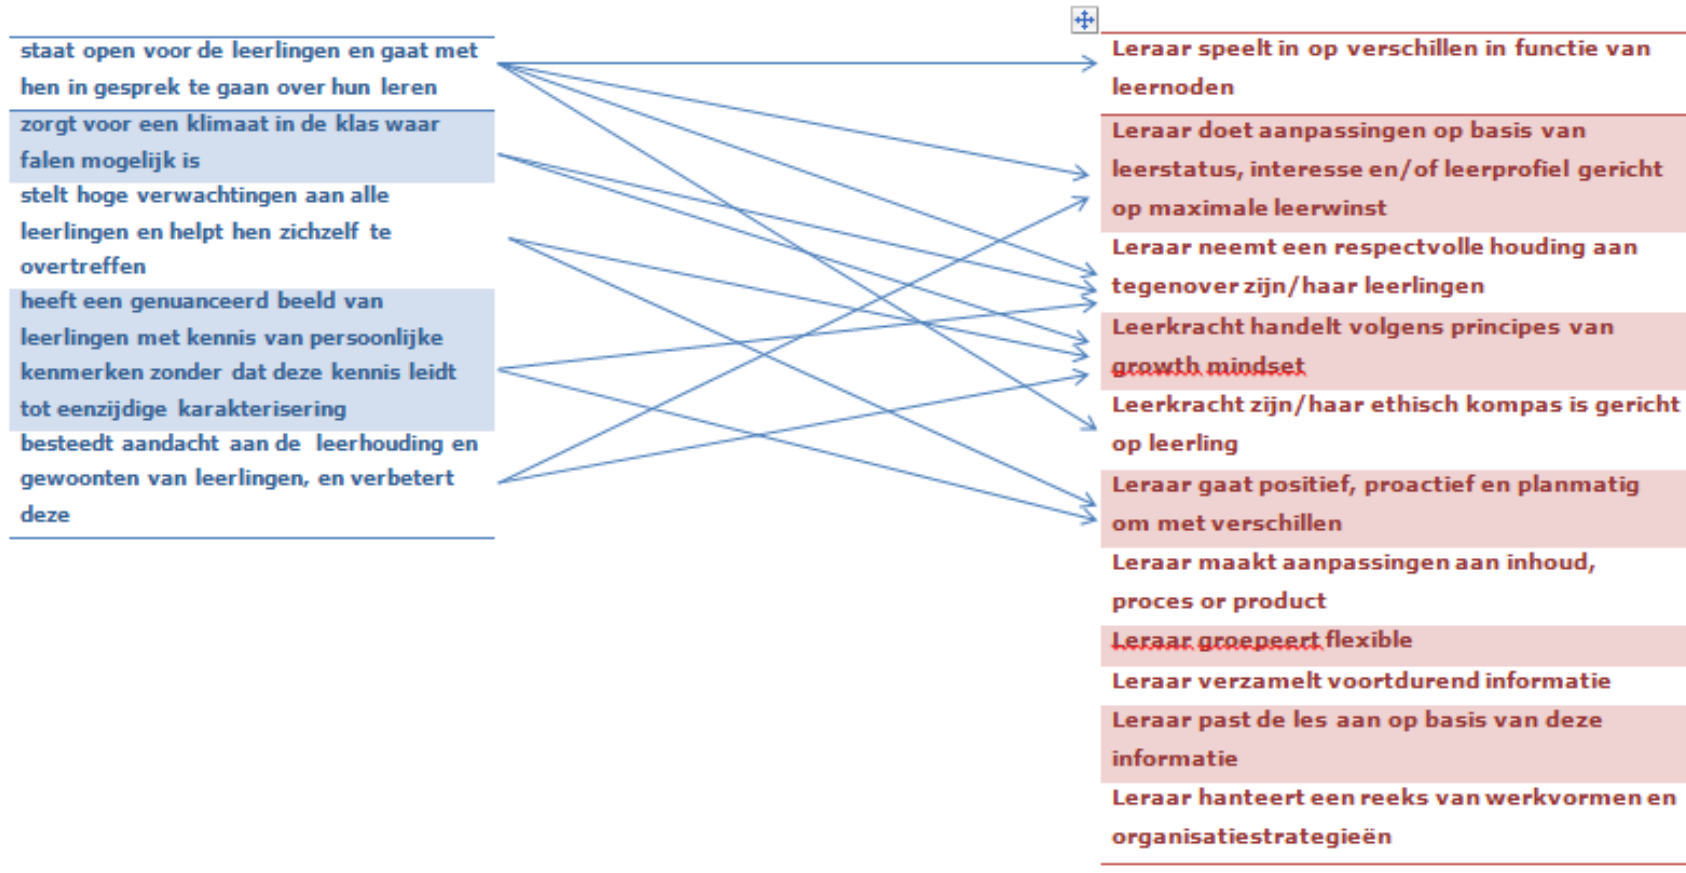 staat open voor de leerlingen en gaat met
hen in gesprek te gaan over hun leren
zorgt voor een klimaat in de klas waar
falen mogelijk is
stelt hoge verwachtingen aan alle
leerlingen en helpt hen zichzelf te
overtreffen
heeft een genuanceerd beeld van
leerlingen met kennis van persoonlijke
kenmerken zonder dat deze kennis leidt
tot eenzijdige karakterisering
besteedt aandacht aan de leerhouding en
gewoonten van leerlingen, en verbetert
deze
Leraar speelt in op verschillen in functie van
leernoden
Leraar doet aanpassingen op basis van
leerstatus, interesse en/of leerprofiel gericht
op maximale leerwinst
Leraar neemt een respectvolle houding aan
tegenover zijn/haar leerlingen
Leerkracht handelt volgens principes van
growth mindset
Leerkracht zijn/haar ethisch kompas is gericht
op leerling
Leraar gaat positief, proactief en planmatig
om met verschillen
Leraar maakt aanpassingen aan inhoud,
proces or product
Leraar groepeert flexible
Leraar verzamelt voortdurend informatie
Leraar past de les aan op basis van deze
informatie
Leraar hanteert een reeks van werkvormen en
organisatiestrategieën